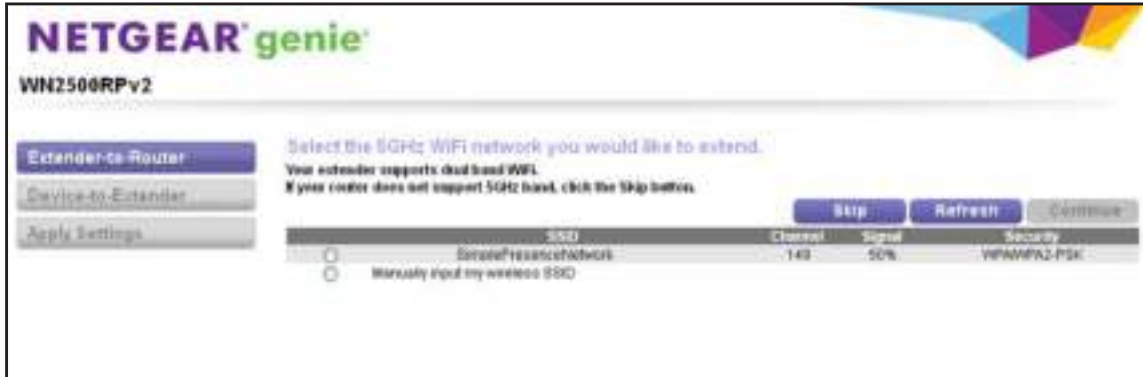 NETGEAR® genie®
WN2500RPv2
Extender-to-Router
Device-to-Extender
Apply Settings
Select the 5GHz WiFi network you would like to extend.
Your extender supports dual band WiFi.
If your router does not support 5GHz band, click the Skip button.
Skip Refresh Continue
SSID Channel Signal Security
149 50% WPA/WPA2-PSK
Manually input my wireless SSID